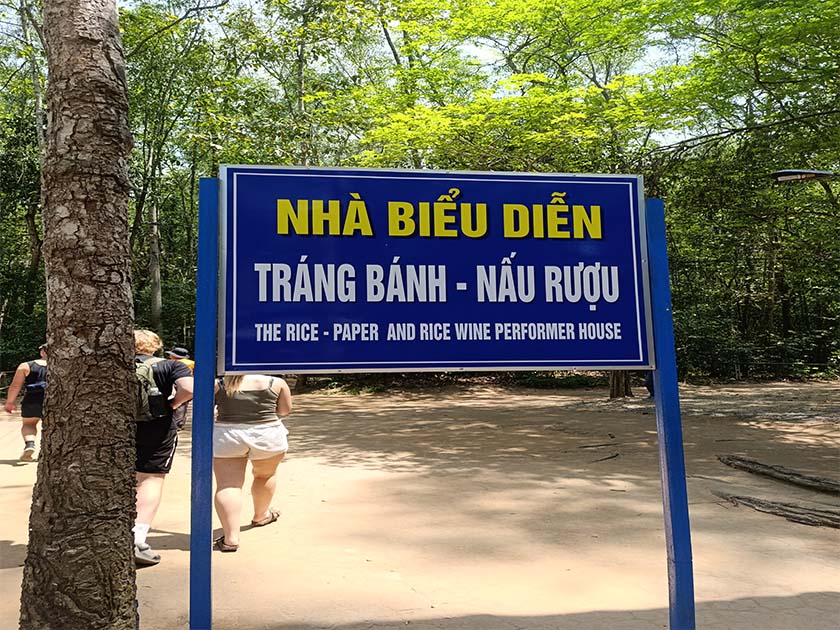 NHÀ BIỂU DIỄN
TRÁNG BÁNH - NẤU RƯỢU
THE RICE - PAPER AND RICE WINE PERFORMER HOUSE